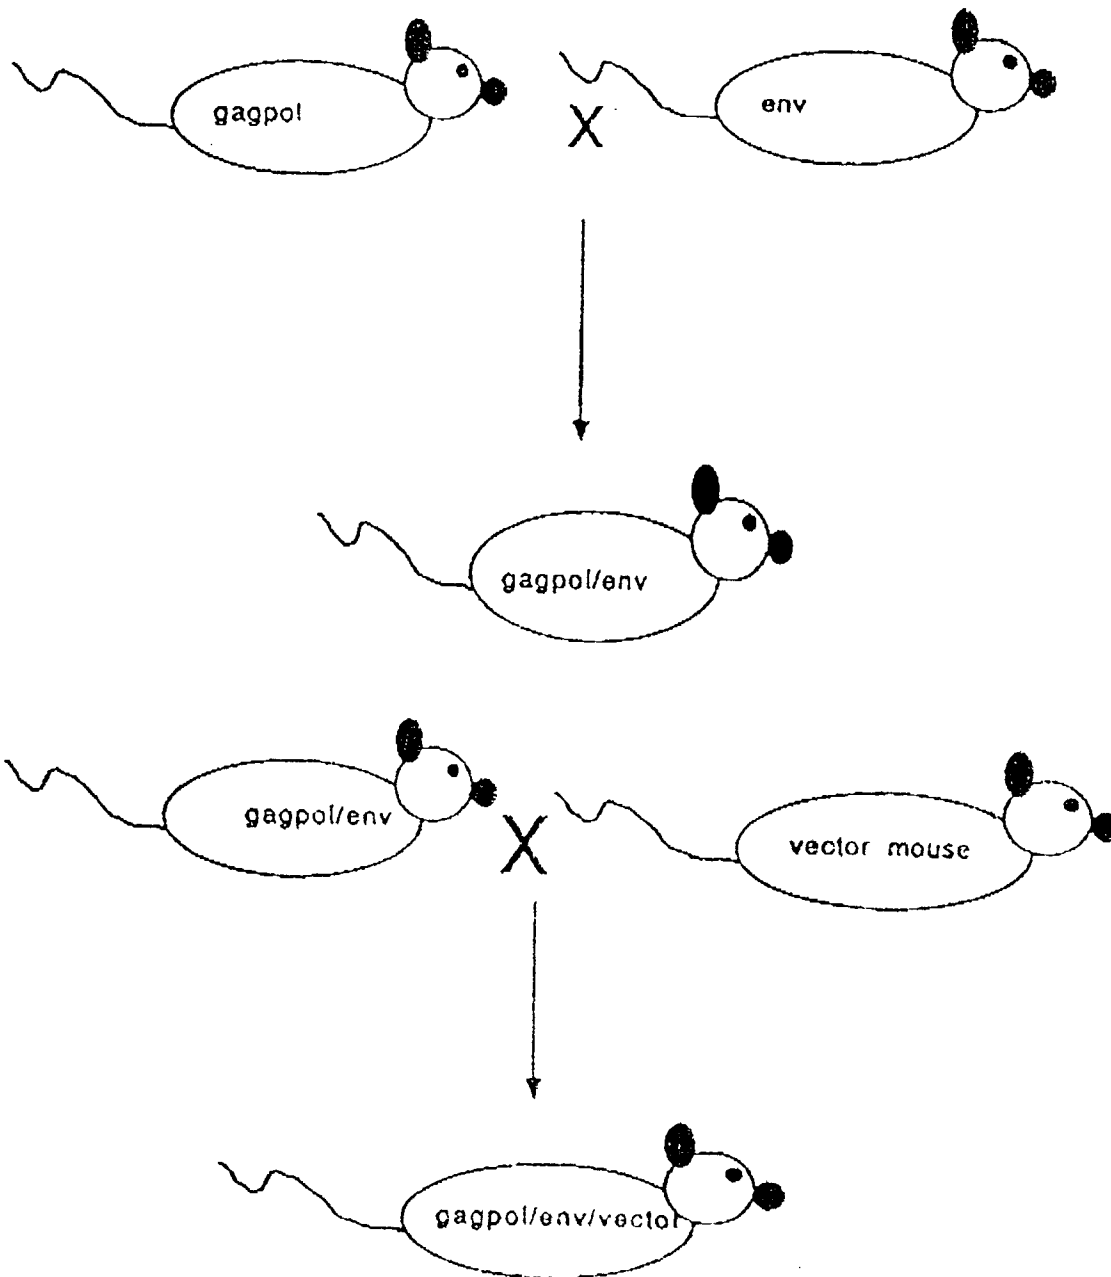 gagpol
X
env
gagpol/env
gagpol/env
X
vector mouse
gagpol/env/vector